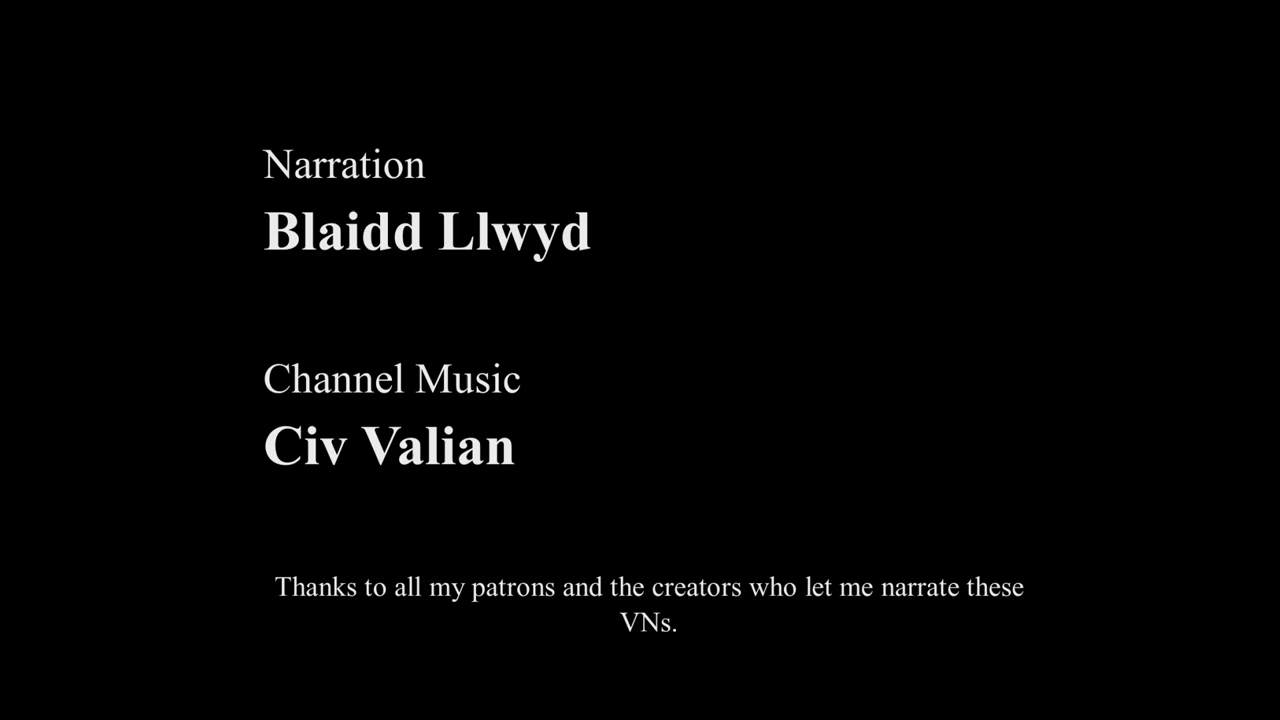 Narration
Blaidd Llwyd
Channel Music
Civ Valian
Thanks to all my patrons and the creators who let me narrate these
VNs.